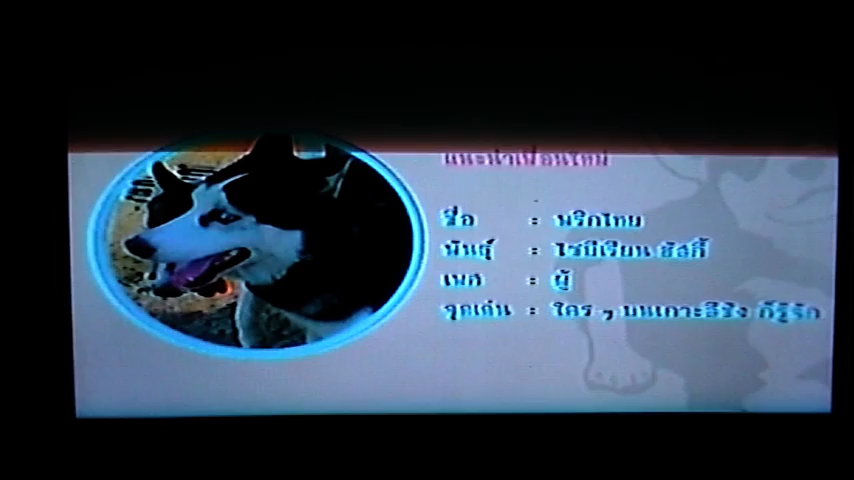 แนะนำเพื่อนใหม่
ชื่อ : พริกไทย
พันธุ์ : ไซบีเรียน ฮัสกี้
เพศ : ผู้
จุดเด่น : ใคร ๆ บนเกาะสีชัง ก็รู้จัก